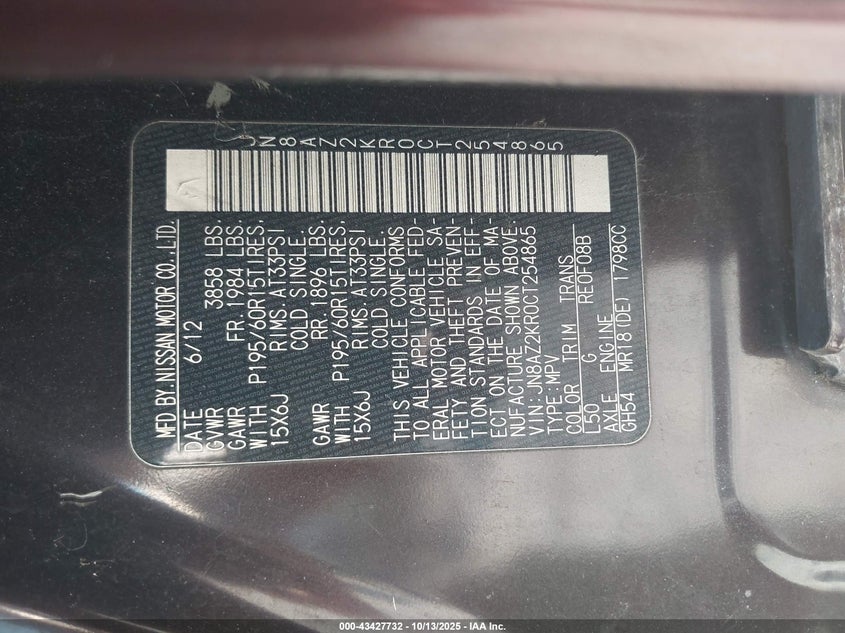 JN8AZ2KR0CT254865
MFD BY.NISSAN MOTOR CO.,LTD.
DATE 6/12
GVWR 3858 LBS.
GAWR FR.1984 LBS.
WITH P195/60R15TIRES,
15X6J RIMS AT33PSI
COLD SINGLE.
GAWR RR.1896 LBS.
WITH P195/60R15TIRES,
15X6J RIMS AT33PSI
COLD SINGLE.
THIS VEHICLE CONFORMS
TO ALL APPLICABLE FED-
ERAL MOTOR VEHICLE SA-
FETY AND THEFT PREVEN-
TION STANDARDS IN EFF-
ECT ON THE DATE OF MA-
NUFACTURE SHOWN ABOVE.
VIN:JN8AZ2KR0CT254865
TYPE:MPV
COLOR TRIM TRANS
L50 G RE0F08B
AXLE ENGINE
GH54 MR18(DE) 1798CC
000-43427732 - 10/13/2025 - IAA Inc.